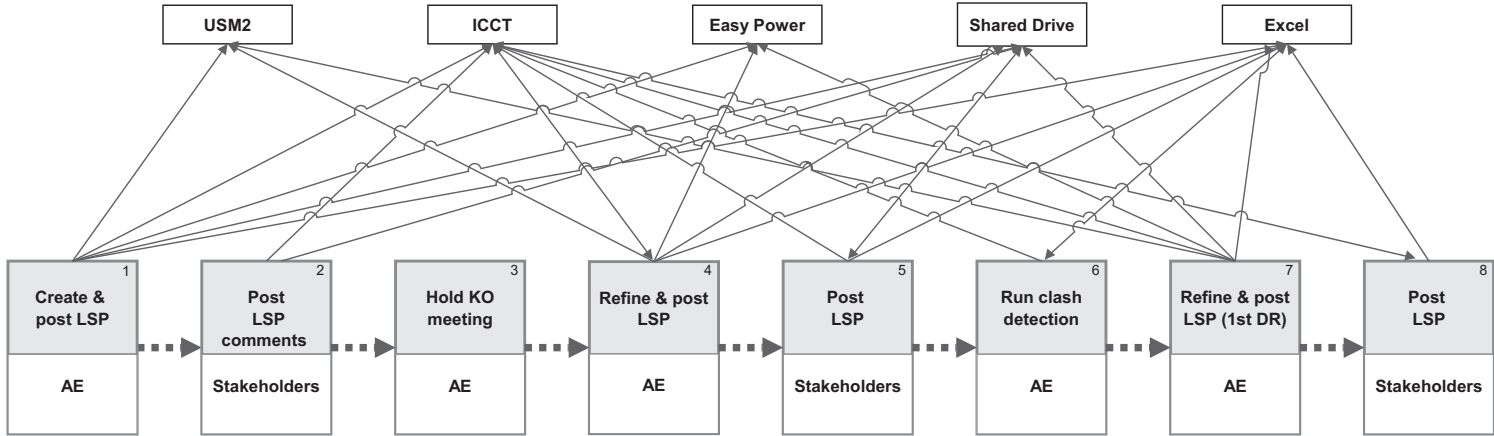 USM2
ICCT
Easy Power
Shared Drive
Excel
1
Create &
post LSP
AE
2
Post
LSP
comments
Stakeholders
3
Hold KO
meeting
AE
4
Refine & post
LSP
AE
5
Post
LSP
Stakeholders
6
Run clash
detection
AE
7
Refine & post
LSP (1st DR)
AE
8
Post
LSP
Stakeholders